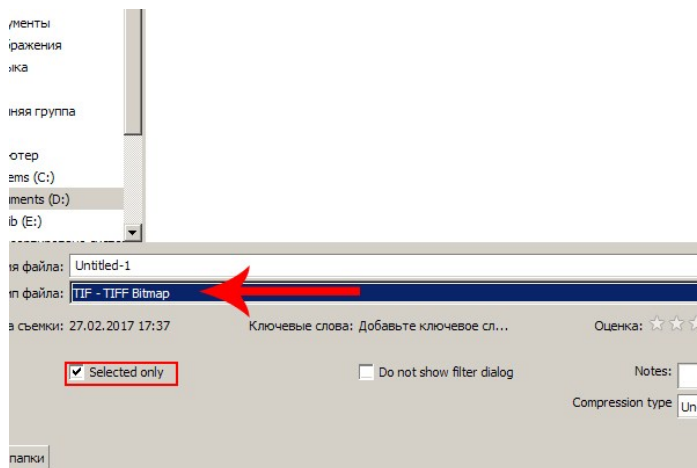 ументы
бражения
ыка
няя группа
ютер
ems (C:)
uments (D:)
ib (E:)
я файла: Untitled-1
п файла: TIF - TIFF Bitmap
а съемки: 27.02.2017 17:37 Ключевые слова: Добавьте ключевое сл... Оценка:
Selected only Do not show filter dialog Notes:
Compression type Un
папки